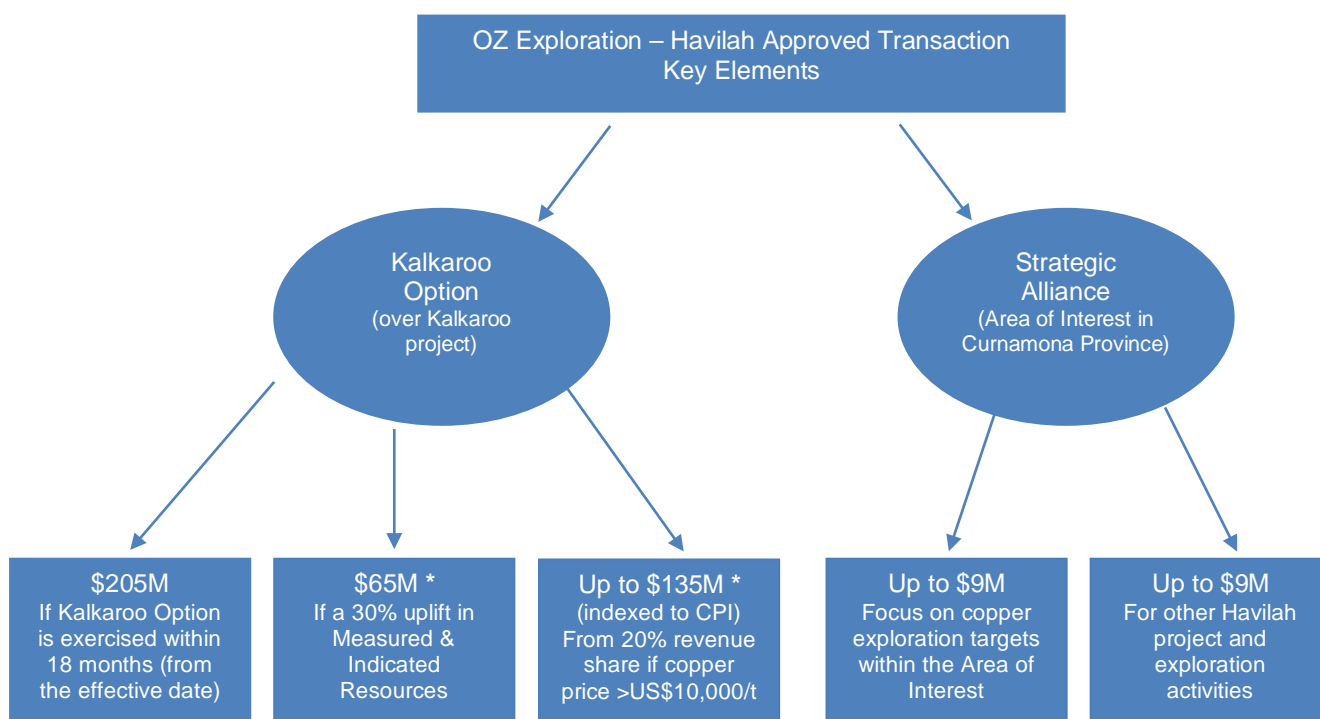 OZ Exploration – Havilah Approved Transaction
Key Elements
Kalkaroo
Option
(over Kalkaroo
project)
Strategic
Alliance
(Area of Interest in
Curnamona Province)
$205M
If Kalkaroo Option
is exercised within
18 months (from
the effective date)
$65M *
If a 30% uplift in
Measured &
Indicated
Resources
Up to $135M *
(indexed to CPI)
From 20% revenue
share if copper
price >US$10,000/t
Up to $9M
Focus on copper
exploration targets
within the Area of
Interest
Up to $9M
For other Havilah
project and
exploration
activities